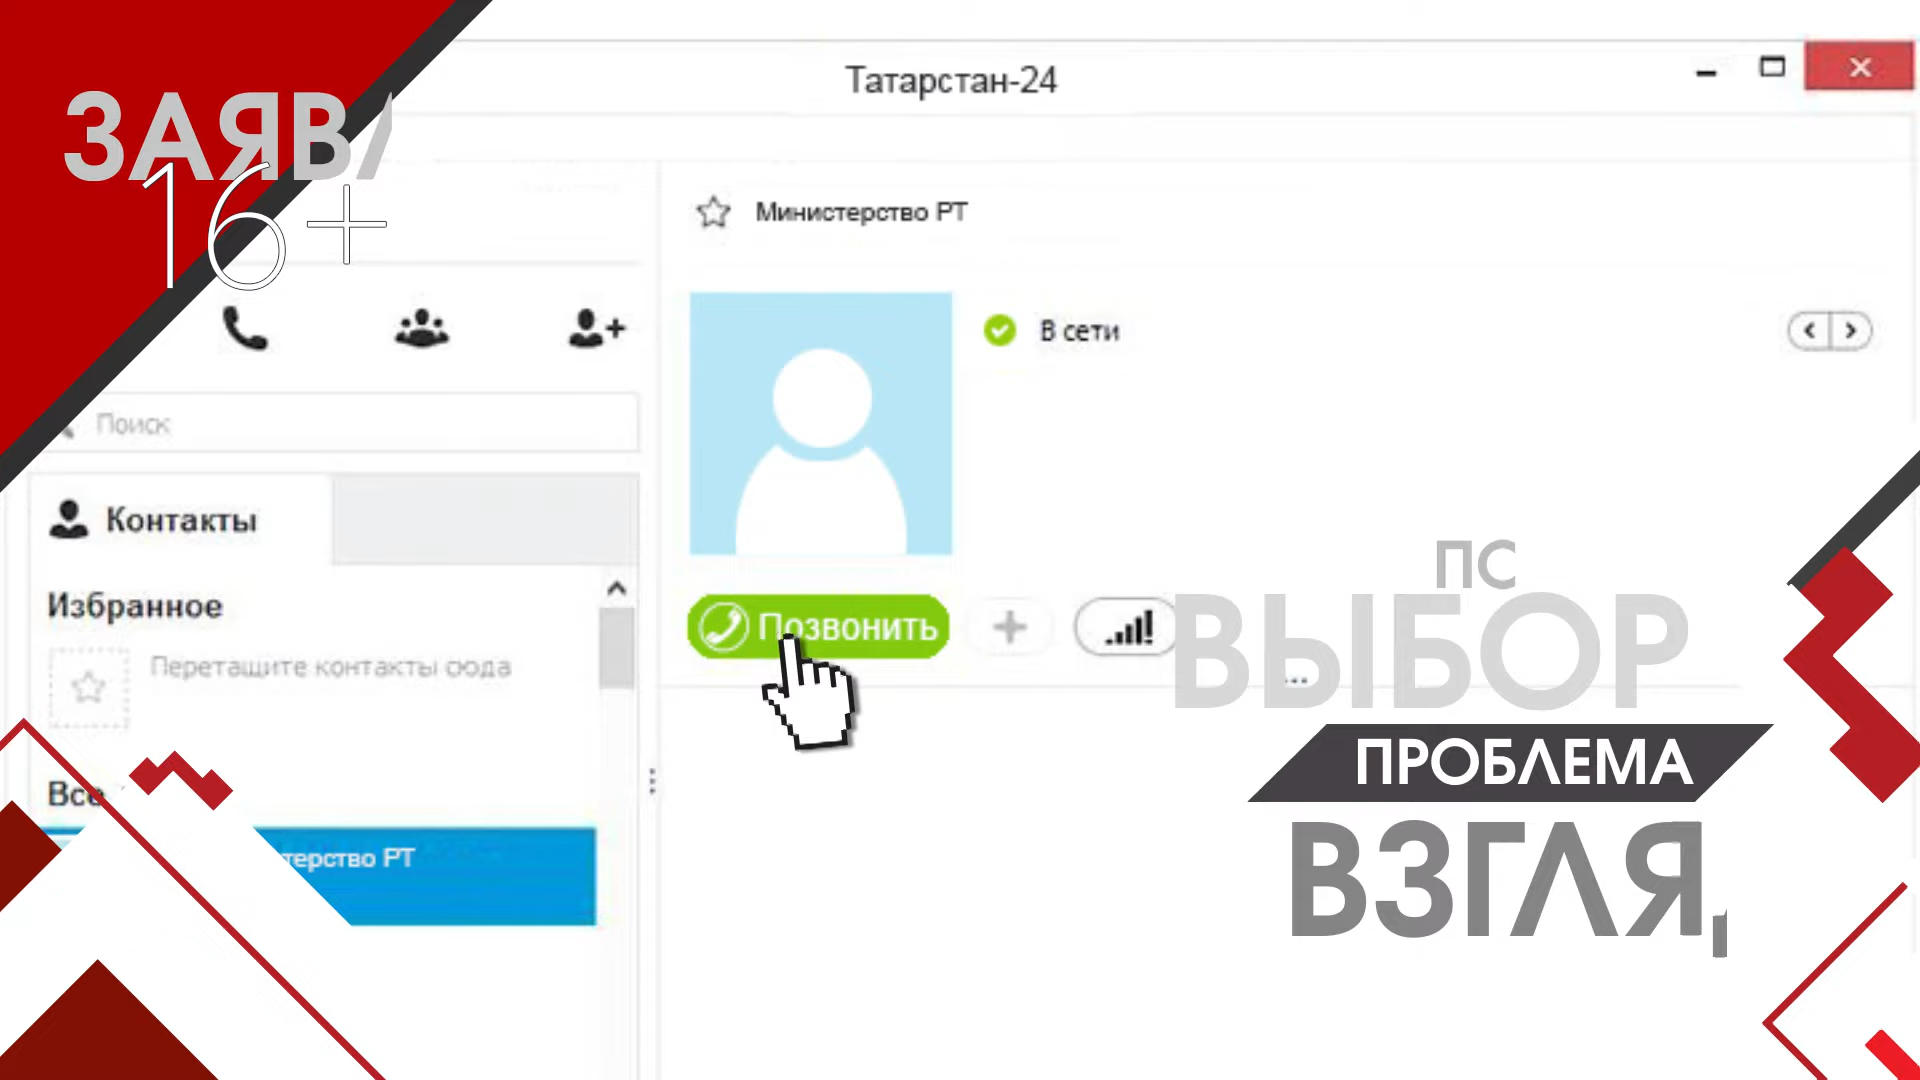 Татарстан-24
ЗАЯВ
16+
Министерство РТ
В сети
Поиск
Контакты
Избранное
Перетащите контакты сюда
Позвонить
Все
терство РТ
ПС
ВЫБОР
ПРОБЛЕМА
ВЗГЛЯ